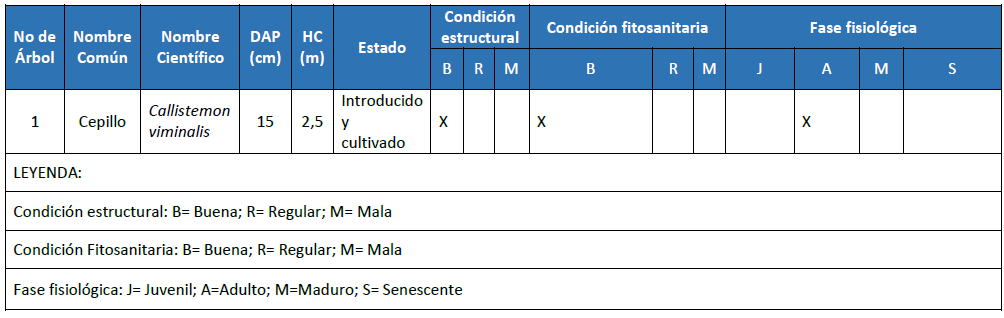 No de Árbol Nombre Común Nombre Científico DAP (cm) HC (m) Estado Condición estructural Condición fitosanitaria Fase fisiológica
B R M B R M J A M S
1 Cepillo Callistemon viminalis 15 2,5 Introducido y cultivado X X X
LEYENDA:
Condición estructural: B= Buena; R= Regular; M= Mala
Condición Fitosanitaria: B= Buena; R= Regular; M= Mala
Fase fisiológica: J= Juvenil; A=Adulto; M=Maduro; S= Senescente